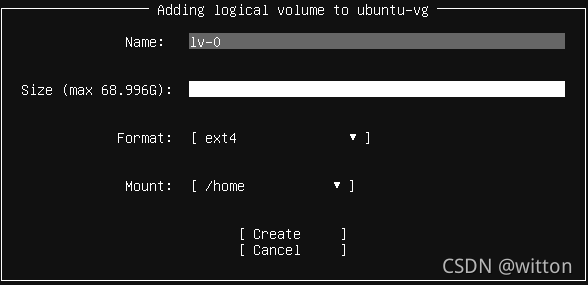 Adding logical volume to ubuntu-vg
Name: lv-0
Size (max 68.996G):
Format: [ ext4 ▼ ]
Mount: [ /home ▼ ]
[ Create ]
[ Cancel ]
CSDN @witton